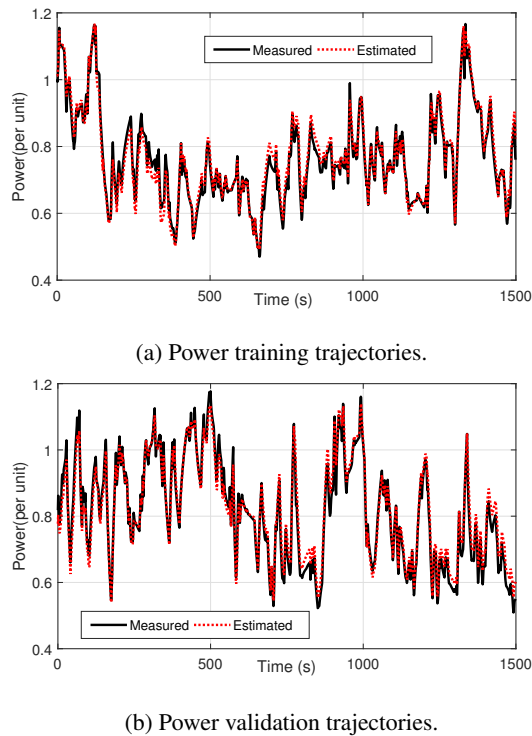 1.2
1
0.8
0.6
0.4
Power(per unit)
Measured Estimated
0 500 1000 1500
Time (s)
(a) Power training trajectories.
1.2
1
0.8
0.6
0.4
Power(per unit)
Measured Estimated
0 500 1000 1500
Time (s)
(b) Power validation trajectories.